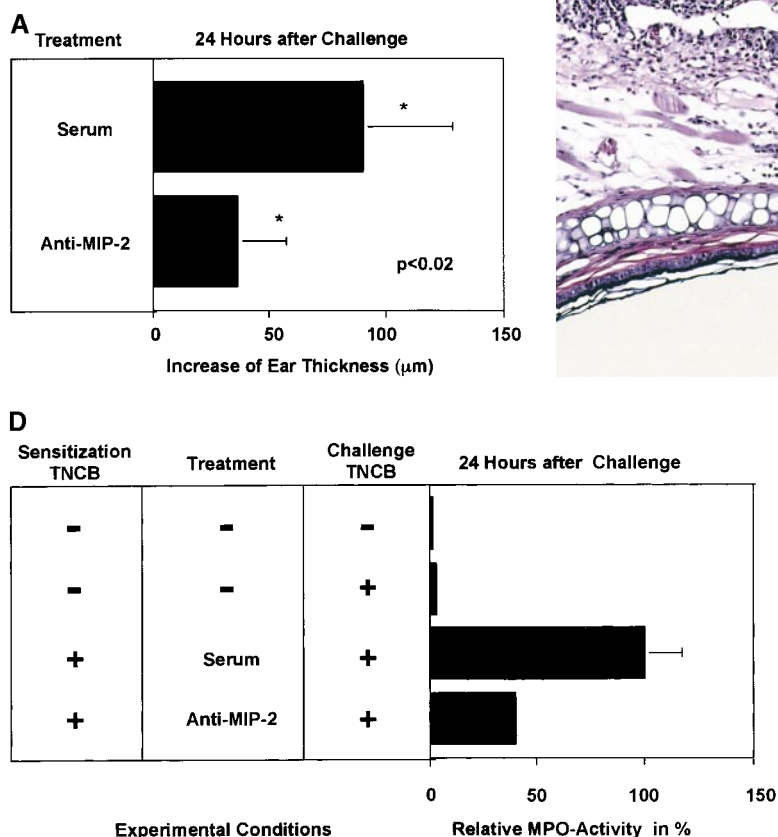 A
Treatment 24 Hours after Challenge
Serum
*
Anti-MIP-2
*
p<0.02
0 50 100 150
Increase of Ear Thickness (μm)
D
Sensitization TNCB Treatment Challenge TNCB 24 Hours after Challenge
- - -
- - +
+ Serum +
+ Anti-MIP-2 +
0 50 100 150
Experimental Conditions Relative MPO-Activity in %